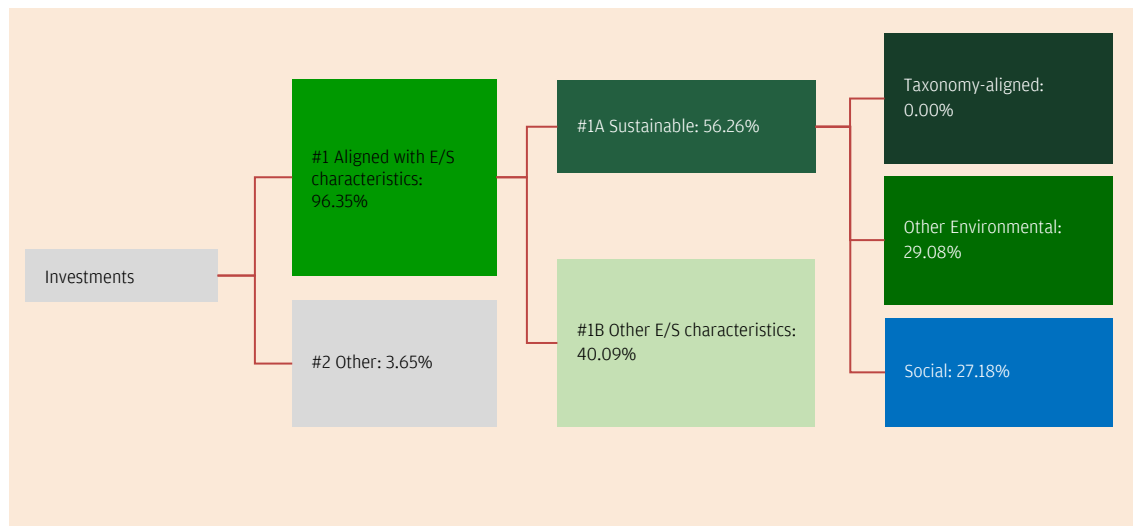 Investments
#1 Aligned with E/S
characteristics:
96.35%
#2 Other: 3.65%
#1A Sustainable: 56.26%
#1B Other E/S characteristics:
40.09%
Taxonomy-aligned:
0.00%
Other Environmental:
29.08%
Social: 27.18%